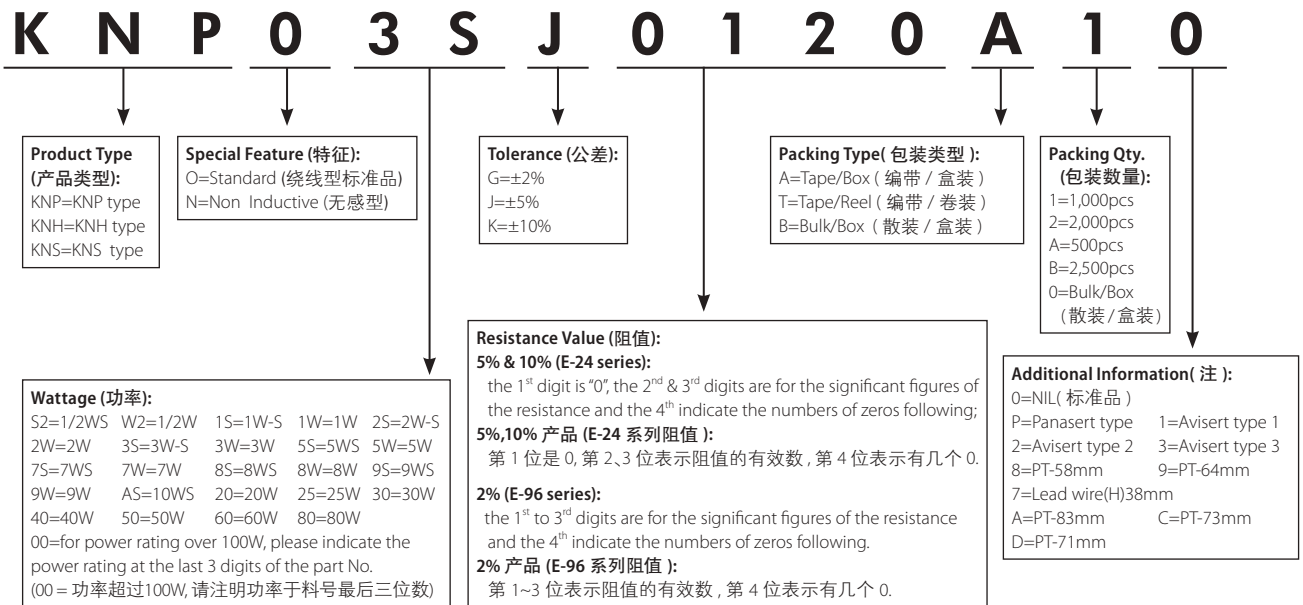 K N P 0 3 S J 0 1 2 0 A 1 0
Product Type
(产品类型):
KNP=KNP type
KNH=KNH type
KNS=KNS type
Special Feature (特征):
O=Standard (绕线型标准品)
N=Non Inductive (无感型)
Tolerance (公差):
G=±2%
J=±5%
K=±10%
Packing Type( 包装类型 ):
A=Tape/Box ( 编带 / 盒装 )
T=Tape/Reel ( 编带 / 卷装 )
B=Bulk/Box ( 散装 / 盒装 )
Packing Qty.
(包装数量):
1=1,000pcs
2=2,000pcs
A=500pcs
B=2,500pcs
0=Bulk/Box
(散装/盒装)
Wattage (功率):
S2=1/2WS W2=1/2W 1S=1W-S 1W=1W 2S=2W-S
2W=2W 3S=3W-S 3W=3W 5S=5WS 5W=5W
7S=7WS 7W=7W 8S=8WS 8W=8W 9S=9WS
9W=9W AS=10WS 20=20W 25=25W 30=30W
40=40W 50=50W 60=60W 80=80W
00=for power rating over 100W, please indicate the
power rating at the last 3 digits of the part No.
(00 = 功率超过100W, 请注明功率于料号最后三位数)
Resistance Value (阻值):
5% & 10% (E-24 series):
the 1st digit is "0", the 2nd & 3rd digits are for the significant figures of
the resistance and the 4th indicate the numbers of zeros following;
5%,10% 产品 (E-24 系列阻值 ):
第 1 位是 0, 第 2、3 位表示阻值的有效数 , 第 4 位表示有几个 0.
2% (E-96 series):
the 1st to 3rd digits are for the significant figures of the resistance
and the 4th indicate the numbers of zeros following.
2% 产品 (E-96 系列阻值 ):
第 1~3 位表示阻值的有效数 , 第 4 位表示有几个 0.
Additional Information( 注 ):
0=NIL( 标准品 )
P=Panasert type 1=Avisert type 1
2=Avisert type 2 3=Avisert type 3
8=PT-58mm 9=PT-64mm
7=Lead wire(H)38mm
A=PT-83mm C=PT-73mm
D=PT-71mm